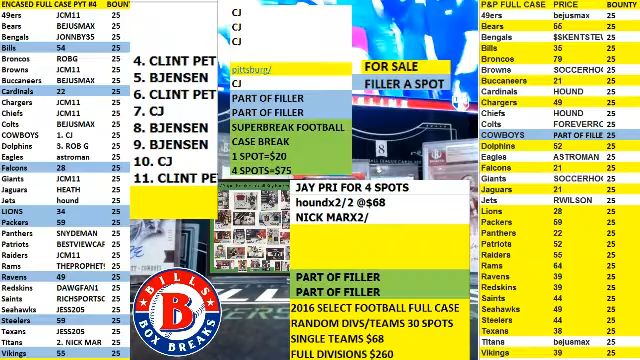 ENCASED FULL CASE PYT #4 BOUNT
49ers JCM11 25
Bears BEJUSMAX 25
Bengals JONNBY35 25
Bills 54 25
Broncos ROBG 25
Browns JCM11 25
Buccaneers BEJUSMAX 25
Cardinals 22 25
Chargers JCM11 25
Chiefs JCM11 25
Colts BEJUSMAX 25
COWBOYS 1. CJ 25
Dolphins 3. ROB G 25
Eagles astroman 25
Falcons 28 25
Giants JCM11 25
Jaguars HEATH 25
Jets hound 25
LIONS 34 25
Packers 59 25
Panthers SNYDEMAN 25
Patriots BESTVIEWCAF 25
Raiders JCM11 25
Rams THEPROPHET 25
Ravens 49 25
Redskins DAWGFAN1 25
Saints RICHSPORTSC 25
Seahawks JESS205 25
Steelers 59 25
Texans JESS205 25
Titans 2. NICK MAR 25
Vikings 55 25
4. CLINT PET
5. BJENSEN
6. CLINT PET
7. CJ
8. BJENSEN
9. BJENSEN
10. CJ
11. CLINT PE
BILLS
B
BOX BREAKS
CJ
CJ
CJ
pittsburg/
CJ
PART OF FILLER
PART OF FILLER
SUPERBREAK FOOTBALL
CASE BREAK
1 SPOT=$20
4 SPOTS=$75
FOR SALE
FILLER A SPOT
8
JAY PRI FOR 4 SPOTS
houndx2/2 @$68
NICK MARX2/
PART OF FILLER
PART OF FILLER
2016 SELECT FOOTBALL FULL CASE
RANDOM DIVS/TEAMS 30 SPOTS
SINGLE TEAMS $68
FULL DIVISIONS $260
P&P FULL CASE PRICE BOUNTY
49ers bejusmax 25
Bears 55 25
Bengals $SKENTSTEV 25
Bills 35 25
Broncos 79 25
Browns SOCCERHO 25
Buccaneers 21 25
Cardinals HOUND 25
Chargers 49 25
Chiefs HOUND 25
Colts FOREVERRO 25
COWBOYS PART OF FILLE 25
Dolphins 52 25
Eagles ASTROMAN 25
Falcons 21 25
Giants SOCCERHO 25
Jaguars 21 25
Jets RWILSON 25
Lions 28 25
Packers 59 25
Panthers 22 25
Patriots 52 25
Raiders 55 25
Rams 64 25
Ravens 39 25
Redskins 39 25
Saints 44 25
Seahawks 59 25
Steelers 44 25
Texans 38 25
Titans bejusmax 25
Vikings 39 25